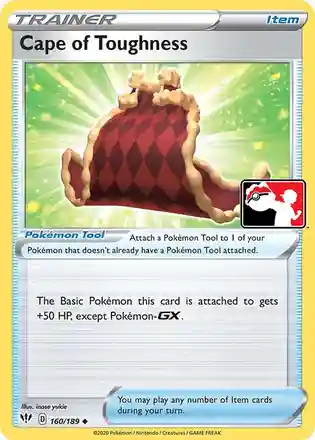 TRAINER Item
Cape of Toughness
Pokémon Tool Attach a Pokémon Tool to 1 of your
Pokémon that doesn't already have a Pokémon Tool attached.
The Basic Pokémon this card is attached to gets
+50 HP, except Pokémon-GX.
Illus. inose yukie
D 160/189
You may play any number of Item cards
during your turn.
©2020 Pokémon / Nintendo / Creatures / GAME FREAK